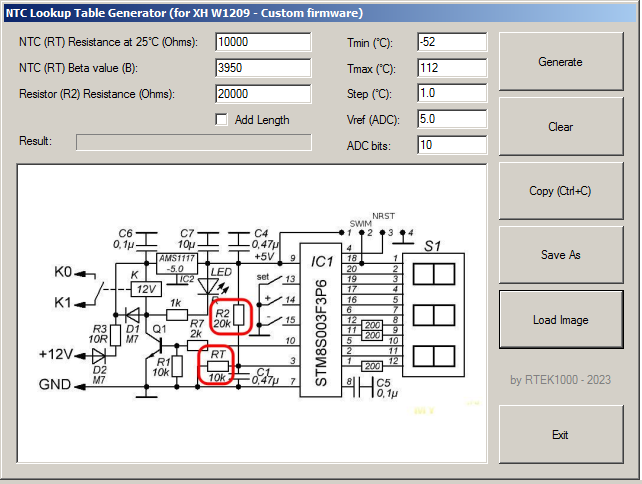 NTC Lookup Table Generator (for XH W1209 - Custom firmware)
NTC (RT) Resistance at 25°C (Ohms): 10000
NTC (RT) Beta value (B): 3950
Resistor (R2) Resistance (Ohms): 20000
Add Length
Result:
Tmin (°C): -52
Tmax (°C): 112
Step (°C): 1.0
Vref (ADC): 5.0
ADC bits: 10
Generate
Clear
Copy (Ctrl+C)
Save As
Load Image
by RTEK1000 - 2023
Exit
C6 0,1µ
C7 10µ
C4 0,47µ
+5V
AMS1117 -5.0
IC2
K0
K1
K
12V
LED
1k
R2 20k
R3 10R
D1 M7
Q1
R7 2k
+12V
D2 M7
R1 10k
RT 10k
C1 0,47µ
GND
set
+
-
9
13
14
15
10
3
7
IC1
STM8S003F3P6
SWIM
NRST
1 2 3 4
4
18
20
19
17
16
14
13
12
11
6
5
2
1
8
200
200
200
C5 0,1µ
S1
1
2
3
4
5
6
7
8
9
10
11
12